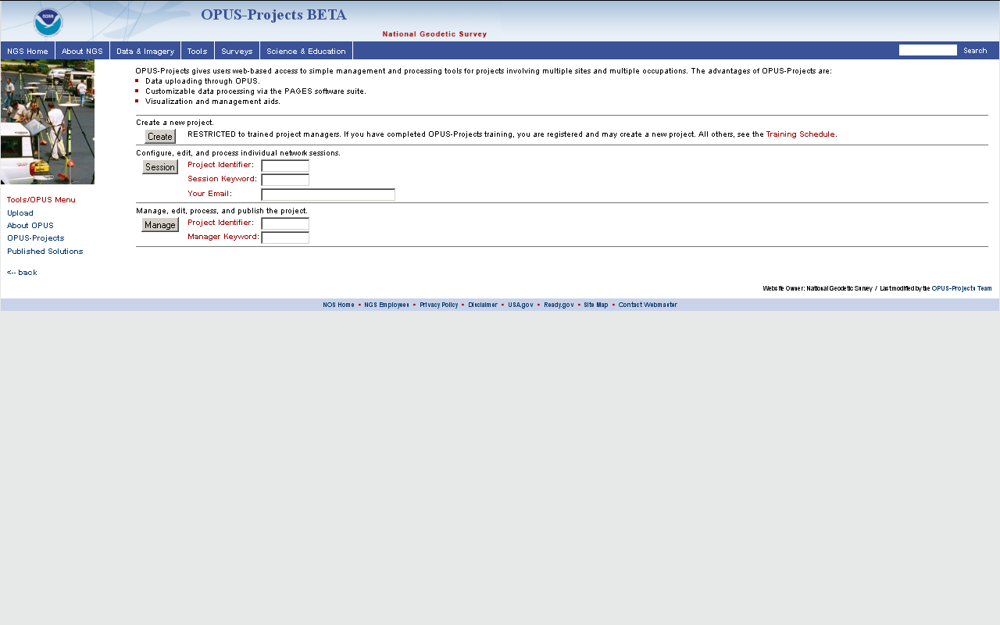 NOAA
OPUS-Projects BETA
National Geodetic Survey
NGS Home About NGS Data & Imagery Tools Surveys Science & Education Search
OPUS-Projects gives users web-based access to simple management and processing tools for projects involving multiple sites and multiple occupations. The advantages of OPUS-Projects are:
Data uploading through OPUS.
Customizable data processing via the PAGES software suite.
Visualization and management aids.
Create a new project.
Create RESTRICTED to trained project managers. If you have completed OPUS-Projects training, you are registered and may create a new project. All others, see the Training Schedule.
Configure, edit, and process individual network sessions.
Session Project Identifier:
Session Keyword:
Your Email:
Manage, edit, process, and publish the project.
Manage Project Identifier:
Manager Keyword:
Tools/OPUS Menu
Upload
About OPUS
OPUS-Projects
Published Solutions
<-- back
Website Owner: National Geodetic Survey / Last modified by the OPUS-Projects Team
NOS Home • NGS Employees • Privacy Policy • Disclaimer • USA.gov • Ready.gov • Site Map • Contact Webmaster